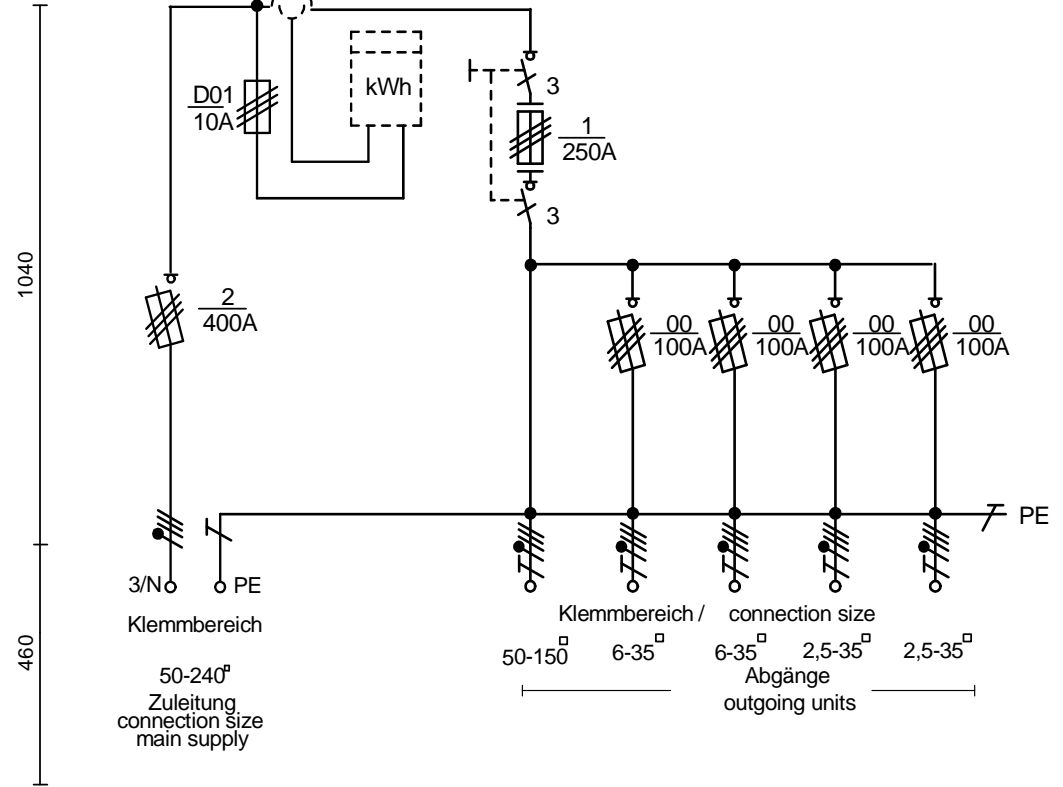 kWh
D01
10A
3
1
250A
3
1040
2
400A
00
100A
00
100A
00
100A
00
100A
PE
3/N
PE
Klemmbereich
Klemmbereich / connection size
460
50-240
50-150
6-35
6-35
2,5-35
2,5-35
Zuleitung
connection size
main supply
Abgänge
outgoing units